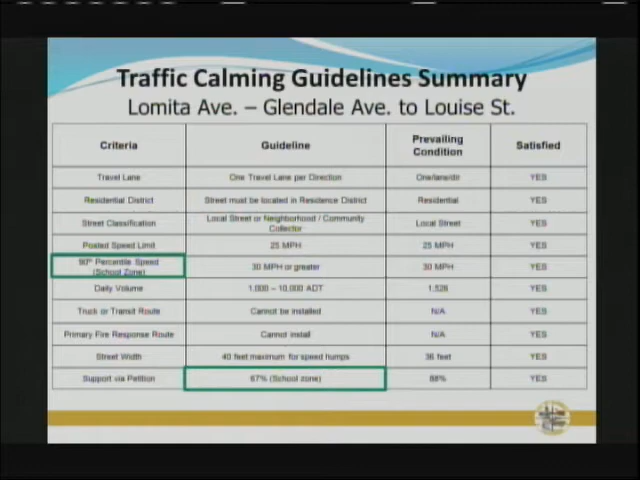 Traffic Calming Guidelines Summary
Lomita Ave. – Glendale Ave. to Louise St.
Criteria Guideline Prevailing Condition Satisfied
Travel Lane One Travel Lane per Direction One/lane/dir YES
Residential District Street must be located in Residence District Residential YES
Street Classification Local Street or Neighborhood / Community Collector Local Street YES
Posted Speed Limit 25 MPH 25 MPH YES
90th Percentile Speed (School Zone) 30 MPH or greater 30 MPH YES
Daily Volume 1,000 – 10,000 ADT 1,528 YES
Truck or Transit Route Cannot be installed N/A YES
Primary Fire Response Route Cannot install N/A YES
Street Width 40 feet maximum for speed humps 36 feet YES
Support via Petition 67% (School zone) YES